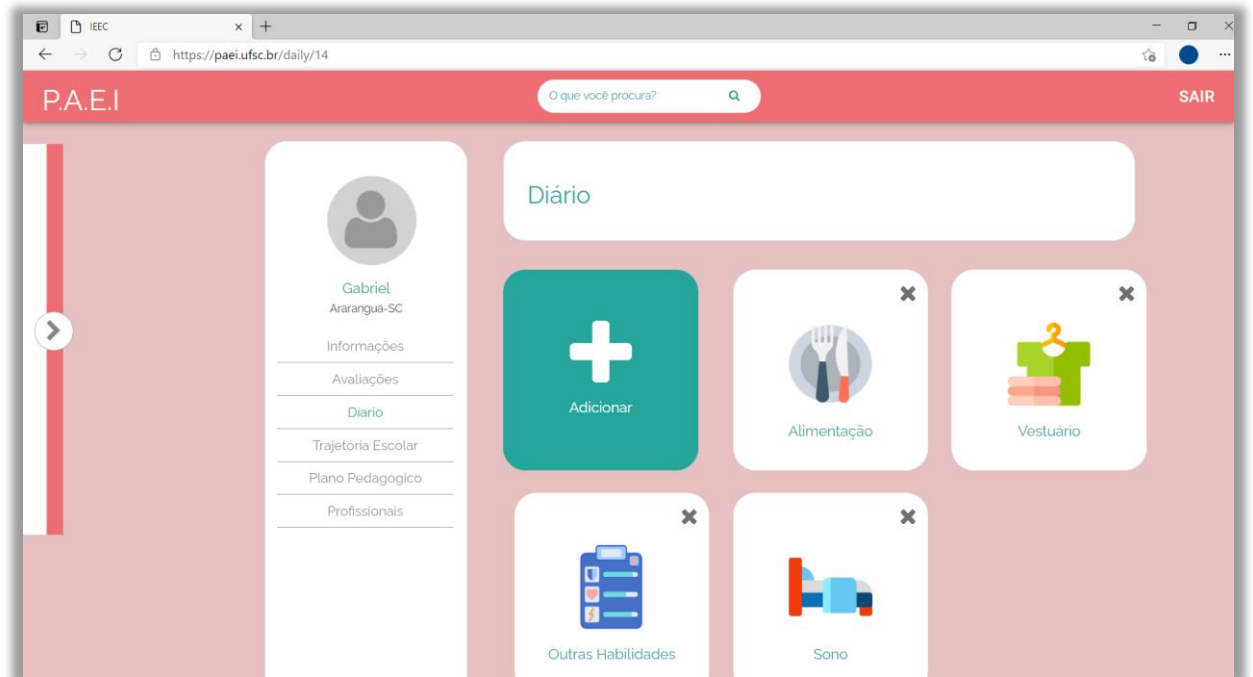 IEEC
https://paei.ufsc.br/daily/14
P.A.E.I
O que você procura?
SAIR
Gabriel
Araranguá-SC
Informações
Avaliações
Díario
Trajetória Escolar
Plano Pedagógico
Profissionais
Diário
Adicionar
Alimentação
Vestuário
Outras Habilidades
Sono